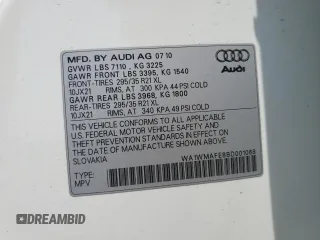 MFD. BY AUDI AG 07 10
GVWR LBS 7110 , KG 3225
GAWR FRONT LBS 3395, KG 1540
FRONT-TIRES 295/35 R21 XL
10JX21 RIMS, AT 300 KPA 44 PSI COLD
GAWR REAR LBS 3968, KG 1800
REAR-TIRES 295/35 R21 XL
10JX21 RIMS, AT 340 KPA 49 PSI COLD
THIS VEHICLE CONFORMS TO ALL APPLICABLE
FEDERAL MOTOR VEHICLE SAFETY STANDARDS
IN EFFECT ON THE DATE OF MANUFACTURE
SHOWN ABOVE.
SLOVAKIA
Audi
TYPE:
MPV
© DREAMBID
DREAMBID